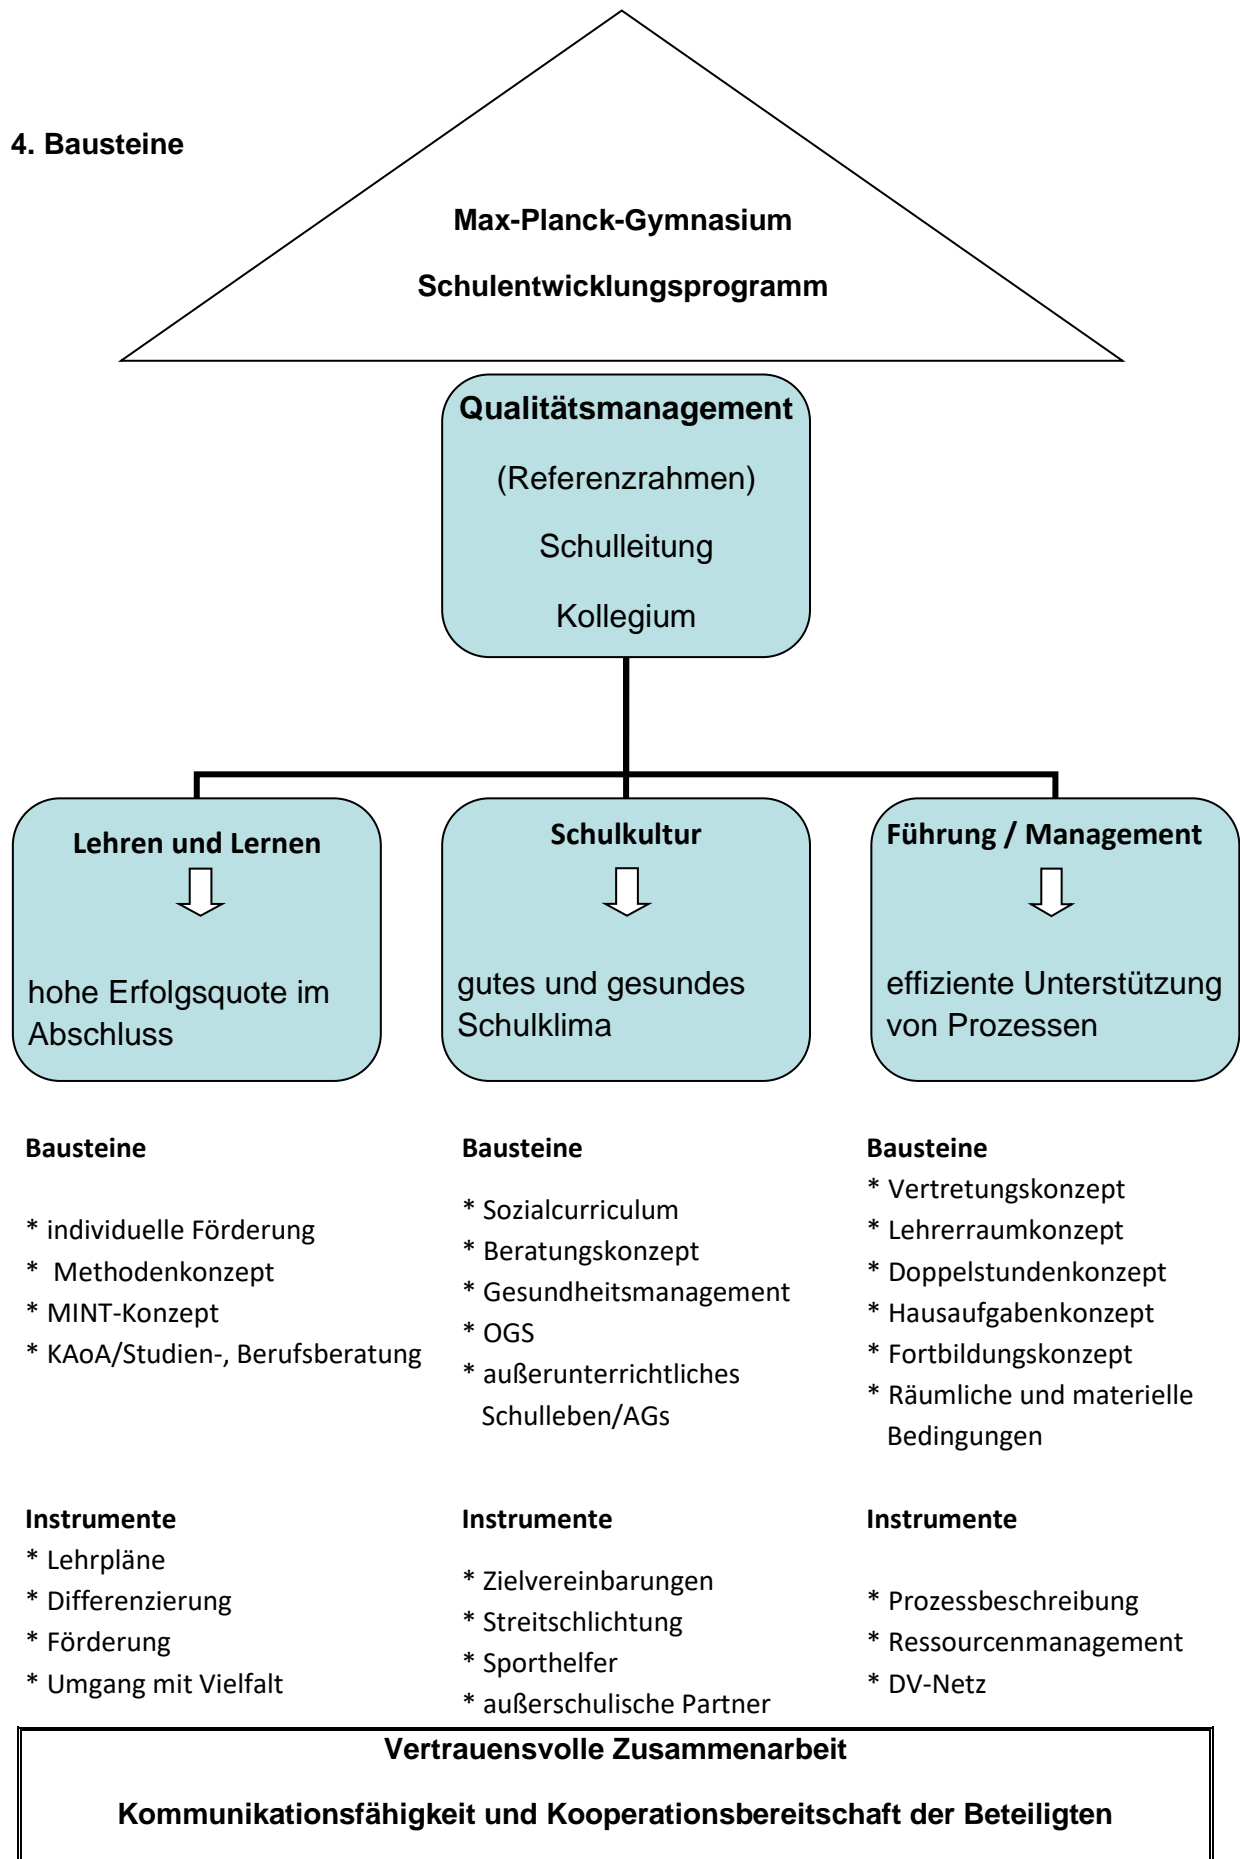 4. Bausteine
Max-Planck-Gymnasium
Schulentwicklungsprogramm
Qualitätsmanagement
(Referenzrahmen)
Schulleitung
Kollegium
Lehren und Lernen
hohe Erfolgsquote im
Abschluss
Schulkultur
gutes und gesundes
Schulklima
Führung / Management
effiziente Unterstützung
von Prozessen
Bausteine
* individuelle Förderung
* Methodenkonzept
* MINT-Konzept
* KAoA/Studien-, Berufsberatung
Bausteine
* Sozialcurriculum
* Beratungskonzept
* Gesundheitsmanagement
* OGS
* außerunterrichtliches
Schulleben/AGs
Bausteine
* Vertretungskonzept
* Lehrerraumkonzept
* Doppelstundenkonzept
* Hausaufgabenkonzept
* Fortbildungskonzept
* Räumliche und materielle
Bedingungen
Instrumente
* Lehrpläne
* Differenzierung
* Förderung
* Umgang mit Vielfalt
Instrumente
* Zielvereinbarungen
* Streitschlichtung
* Sporthelfer
* außerschulische Partner
Instrumente
* Prozessbeschreibung
* Ressourcenmanagement
* DV-Netz
Vertrauensvolle Zusammenarbeit
Kommunikationsfähigkeit und Kooperationsbereitschaft der Beteiligten